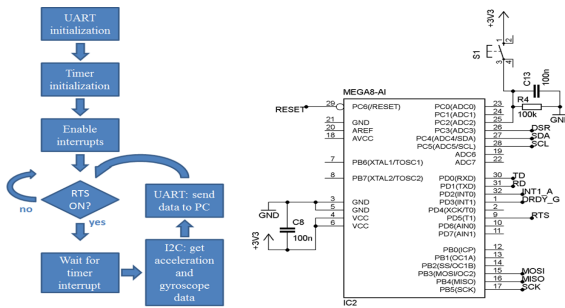 UART
initialization
Timer
initialization
Enable
interrupts
RTS
ON?
no
yes
Wait for
timer
interrupt
I2C: get
acceleration
and
gyroscope
data
UART: send
data to PC
+3V3
1 2
S1
3 4
C13
100n
R4
100k
GND
MEGA8-AI
RESET 29 PC6(/RESET)
21 GND
20 AREF
18 AVCC
7 PB6(XTAL1/TOSC1)
8 PB7(XTAL2/TOSC2)
3 GND
5 GND
4 VCC
6 VCC
GND
C8
100n
+3V3
PC0(ADC0) 23
PC1(ADC1) 24
PC2(ADC2) 25
PC3(ADC3) 26 DSR
PC4(ADC4/SDA) 27 SDA
PC5(ADC5/SCL) 28 SCL
ADC6 19
ADC7 22
PD0(RXD) 30 TD
PD1(TXD) 31 RD
PD2(INT0) 32 INT1_A
PD3(INT1) 1 DRDY_G
PD4(XCK/T0) 2
PD5(T1) 9 RTS
PD6(AIN0) 10
PD7(AIN1) 11
PB0(ICP) 12
PB1(OC1A) 13
PB2(SS/OC1B) 14
PB3(MOSI/OC2) 15 MOSI
PB4(MISO) 16 MISO
PB5(SCK) 17 SCK
IC2